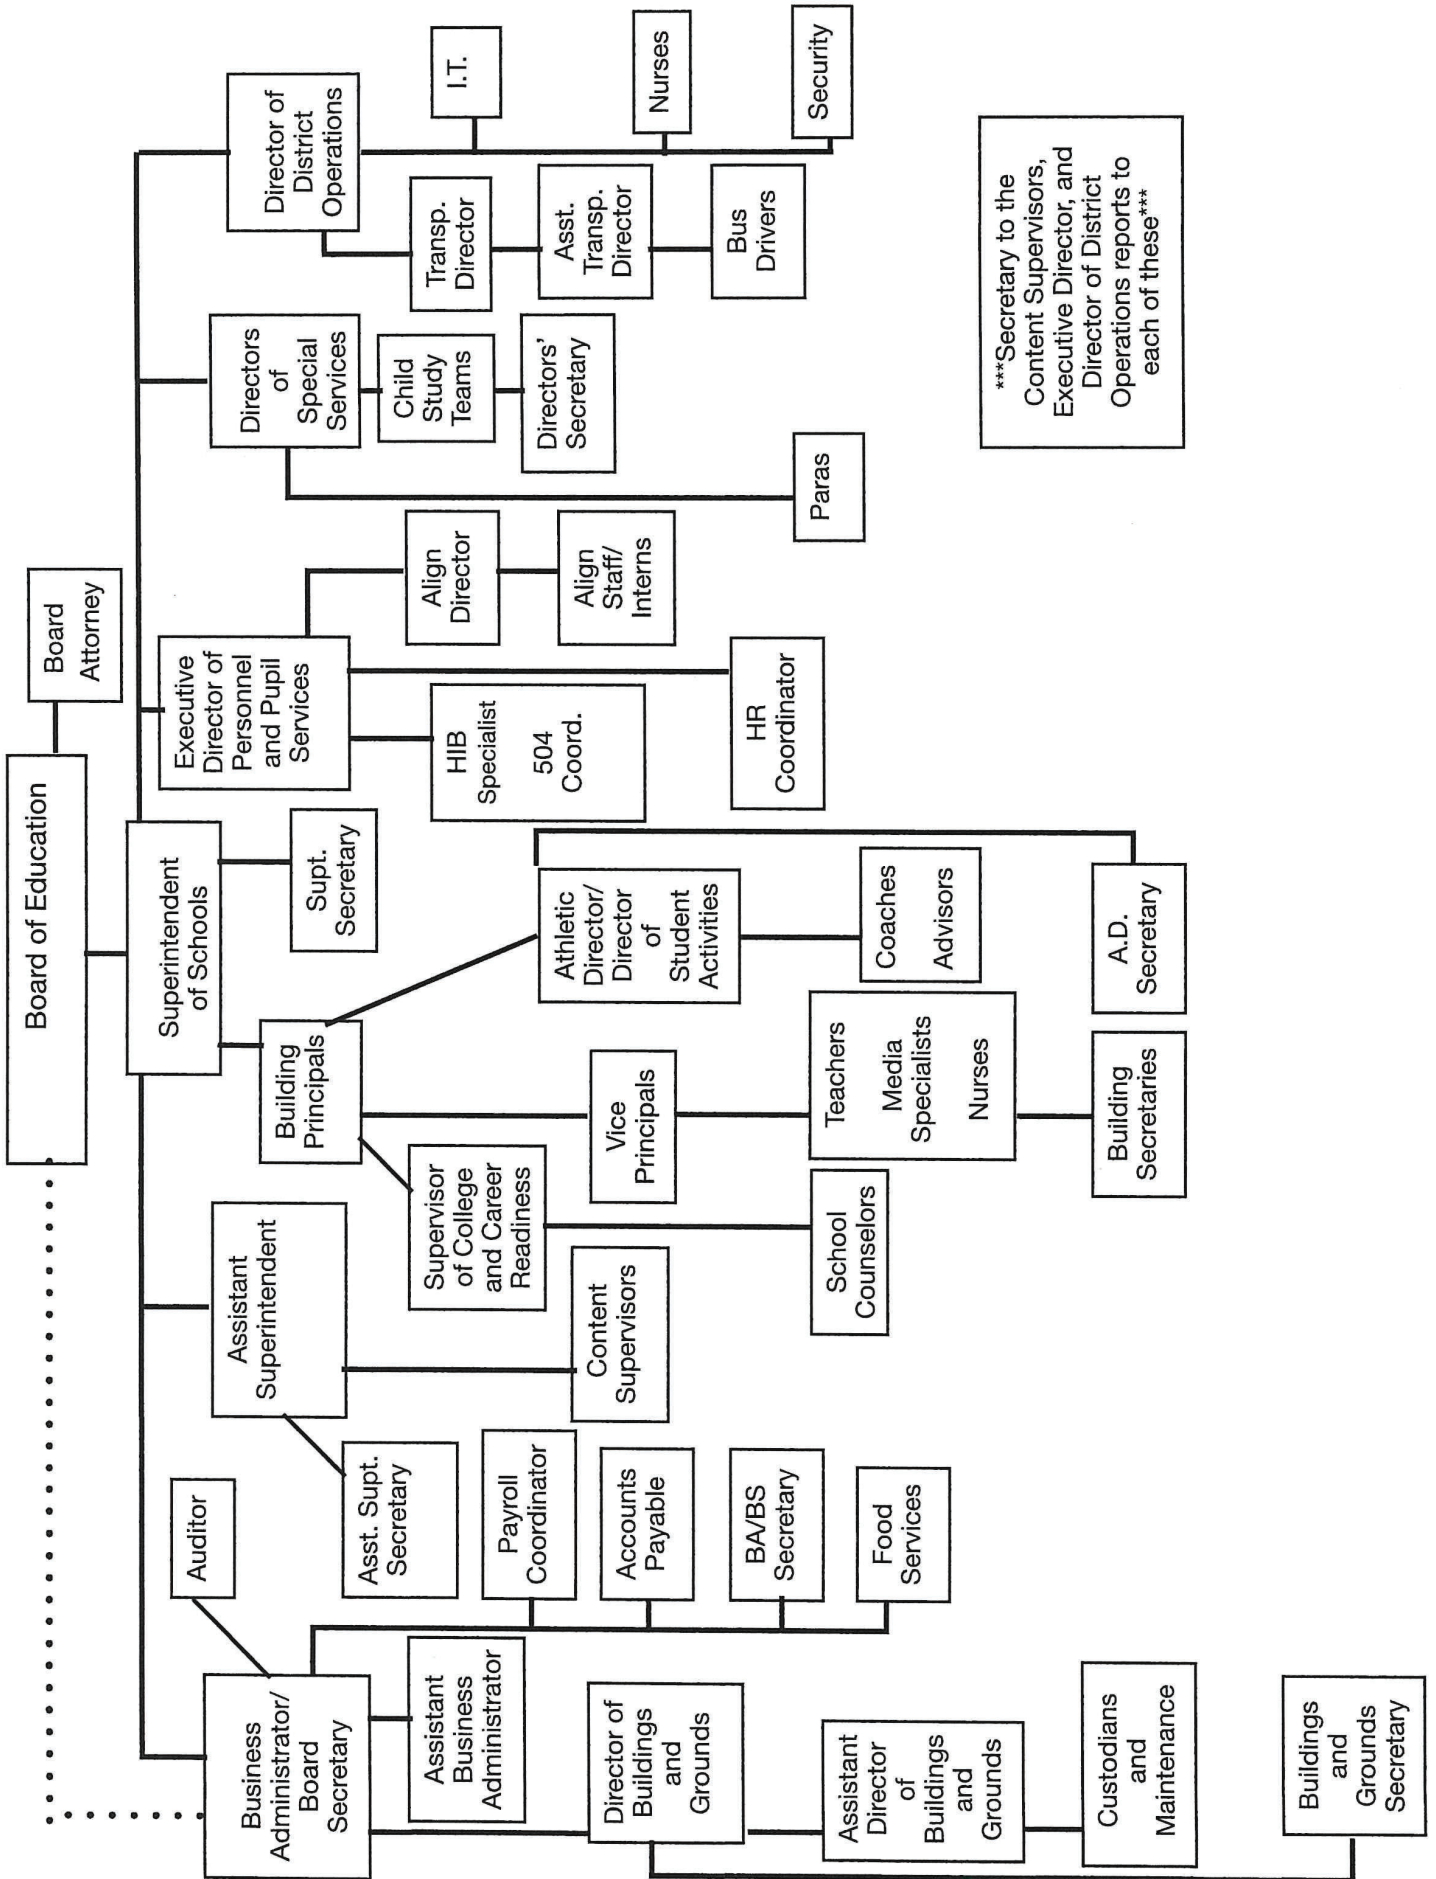 Board of Education
Board
Attorney
Superintendent
of Schools
Supt.
Secretary
Business
Administrator/
Board
Secretary
Auditor
Assistant
Business
Administrator
Payroll
Coordinator
Accounts
Payable
BA/BS
Secretary
Food
Services
Director of
Buildings
and
Grounds
Assistant
Director
of
Buildings
and
Grounds
Custodians
and
Maintenance
Buildings
and
Grounds
Secretary
Assistant
Superintendent
Asst. Supt.
Secretary
Content
Supervisors
Building
Principals
Supervisor
of College
and Career
Readiness
School
Counselors
Vice
Principals
Teachers
Media
Specialists
Nurses
Building
Secretaries
Athletic
Director/
Director
of
Student
Activities
Coaches
Advisors
A.D.
Secretary
Executive
Director of
Personnel
and Pupil
Services
HIB
Specialist
504
Coord.
HR
Coordinator
Align
Director
Align
Staff/
Interns
Directors
of
Special
Services
Child
Study
Teams
Directors'
Secretary
Paras
Director of
District
Operations
Transp.
Director
Asst.
Transp.
Director
Bus
Drivers
I.T.
Nurses
Security
***Secretary to the
Content Supervisors,
Executive Director, and
Director of District
Operations reports to
each of these***